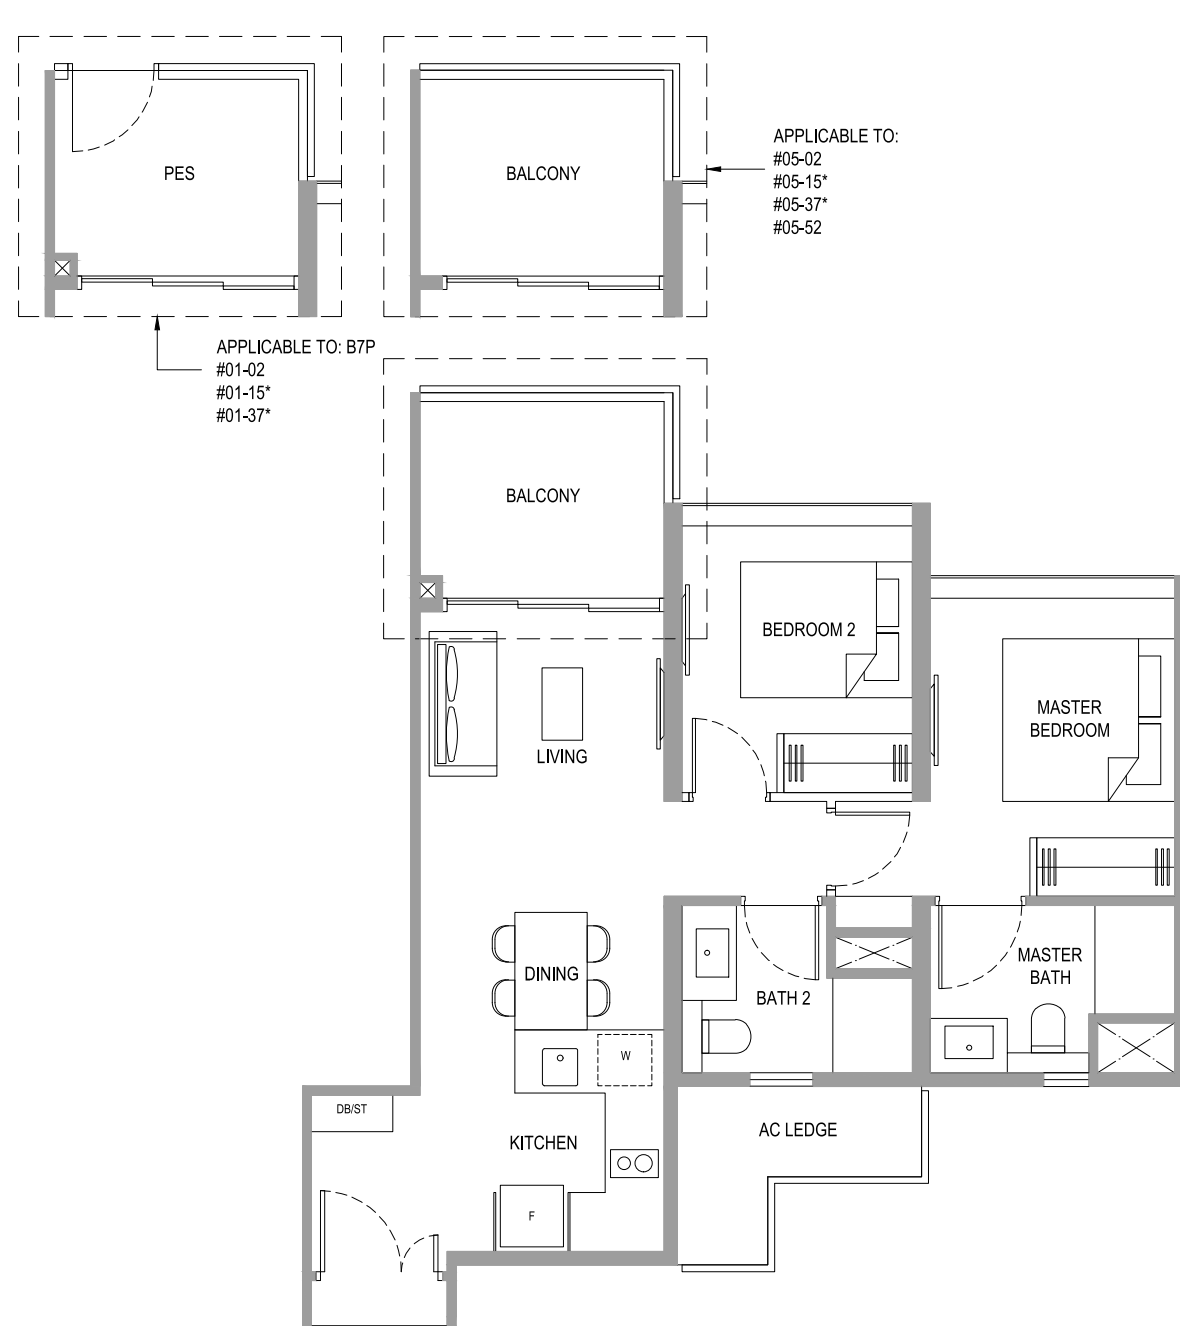 PES
BALCONY
APPLICABLE TO:
#05-02
#05-15*
#05-37*
#05-52
APPLICABLE TO: B7P
#01-02
#01-15*
#01-37*
BALCONY
BEDROOM 2
MASTER
BEDROOM
LIVING
DINING
MASTER
BATH
BATH 2
W
DB/ST
KITCHEN
AC LEDGE
F